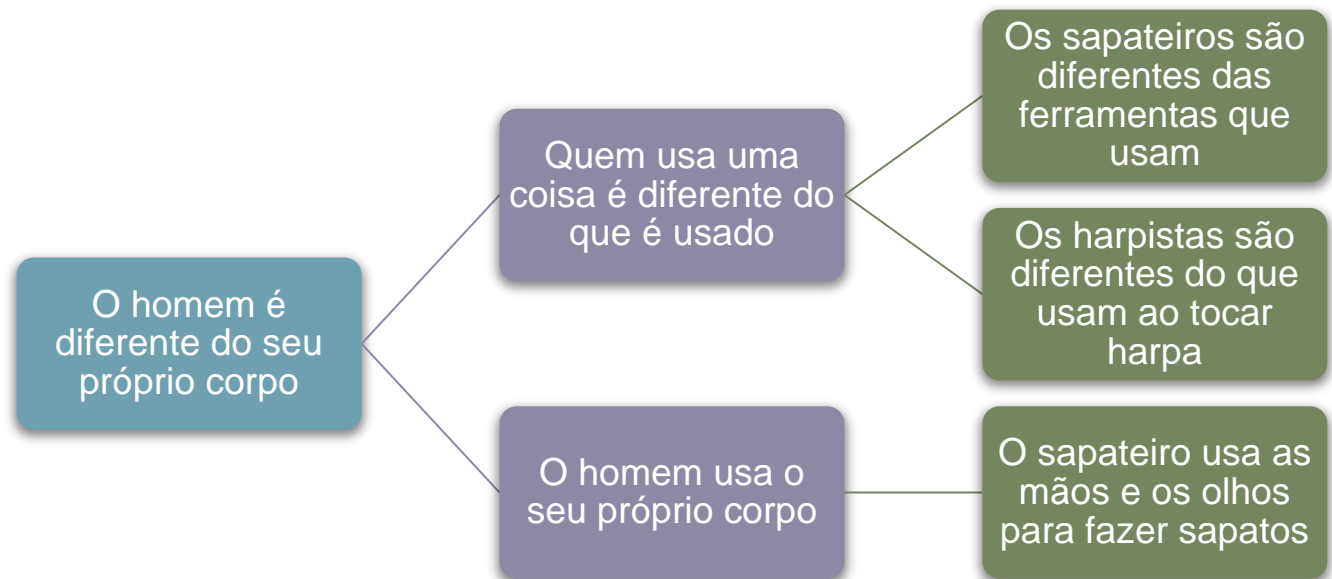 O homem é
diferente do seu
próprio corpo
Quem usa uma
coisa é diferente do
que é usado
O homem usa o
seu próprio corpo
Os sapateiros são
diferentes das
ferramentas que
usam
Os harpistas são
diferentes do que
usam ao tocar
harpa
O sapateiro usa as
mãos e os olhos
para fazer sapatos